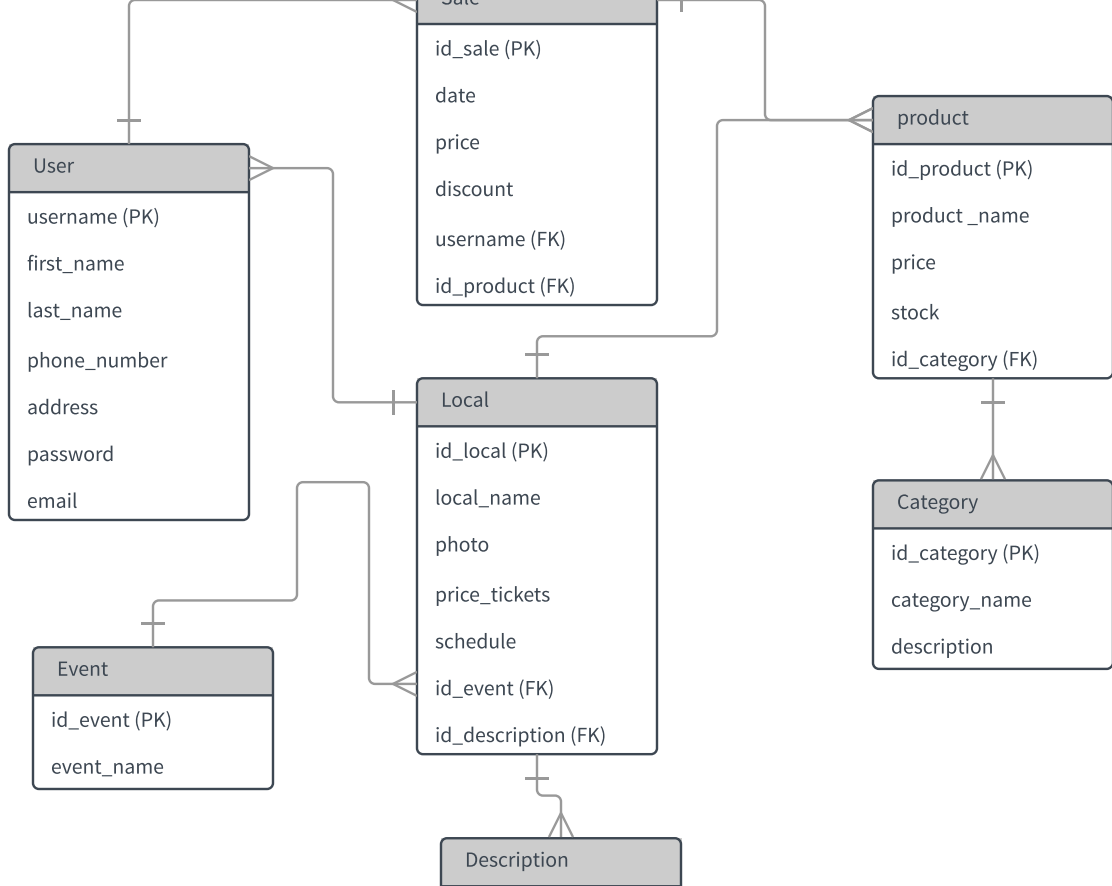 Sale
id_sale (PK)
date
price
discount
username (FK)
id_product (FK)
product
id_product (PK)
product _name
price
stock
id_category (FK)
User
username (PK)
first_name
last_name
phone_number
address
password
email
Local
id_local (PK)
local_name
photo
price_tickets
schedule
id_event (FK)
id_description (FK)
Category
id_category (PK)
category_name
description
Event
id_event (PK)
event_name
Description